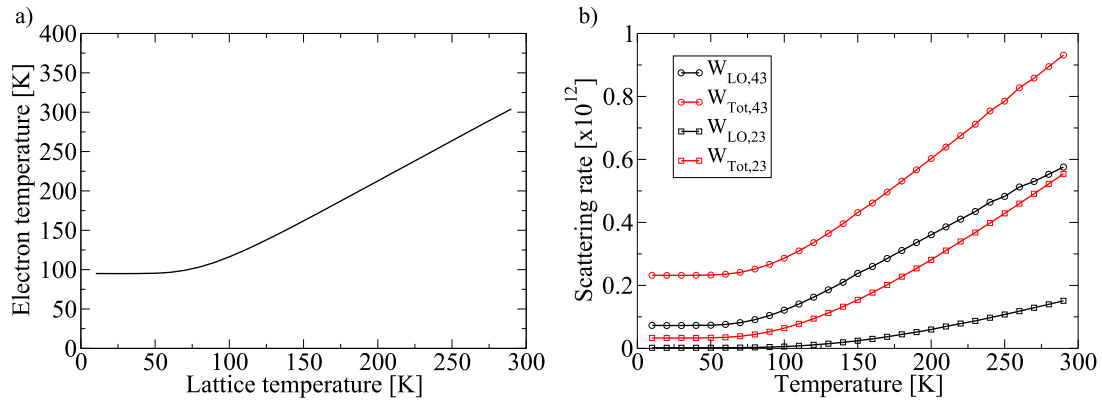 a)
400
350
300
250
200
150
100
50
0
Electron temperature [K]
0 50 100 150 200 250 300
Lattice temperature [K]
b)
1
0.8
0.6
0.4
0.2
0
Scattering rate [x10^12]
W_LO,43
W_Tot,43
W_LO,23
W_Tot,23
0 50 100 150 200 250 300
Temperature [K]